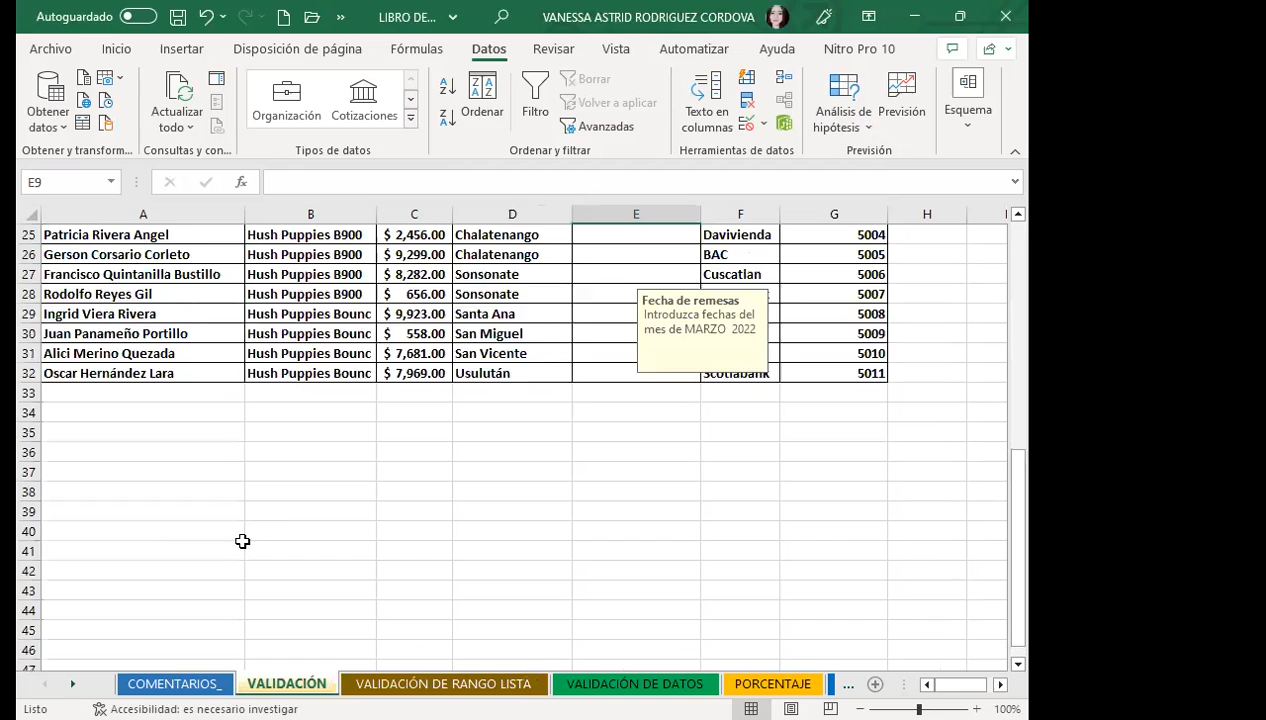 Autoguardado LIBRO DE... VANESSA ASTRID RODRIGUEZ CORDOVA
Archivo Inicio Insertar Disposición de página Fórmulas Datos Revisar Vista Automatizar Ayuda Nitro Pro 10
Obtener datos
Actualizar todo
Organización Cotizaciones
Ordenar
Filtro
Borrar
Volver a aplicar
Avanzadas
Texto en columnas
Análisis de hipótesis
Previsión
Esquema
Obtener y transform... Consultas y con... Tipos de datos Ordenar y filtrar Herramientas de datos Previsión
E9 fx
A B C D E F G H I
25 Patricia Rivera Angel Hush Puppies B900 $ 2,456.00 Chalatenango Davivienda 5004
26 Gerson Corsario Corleto Hush Puppies B900 $ 9,299.00 Chalatenango BAC 5005
27 Francisco Quintanilla Bustillo Hush Puppies B900 $ 8,282.00 Sonsonate Cuscatlan 5006
28 Rodolfo Reyes Gil Hush Puppies B900 $ 656.00 Sonsonate 5007
29 Ingrid Viera Rivera Hush Puppies Bounc $ 9,923.00 Santa Ana 5008
30 Juan Panameño Portillo Hush Puppies Bounc $ 558.00 San Miguel 5009
31 Alici Merino Quezada Hush Puppies Bounc $ 7,681.00 San Vicente 5010
32 Oscar Hernández Lara Hush Puppies Bounc $ 7,969.00 Usulután Scotiabank 5011
Fecha de remesas
Introduzca fechas del
mes de MARZO 2022
33
34
35
36
37
38
39
40
41
42
43
44
45
46
47
COMENTARIOS_ VALIDACIÓN VALIDACIÓN DE RANGO LISTA VALIDACIÓN DE DATOS PORCENTAJE ...
Listo Accesibilidad: es necesario investigar 100%